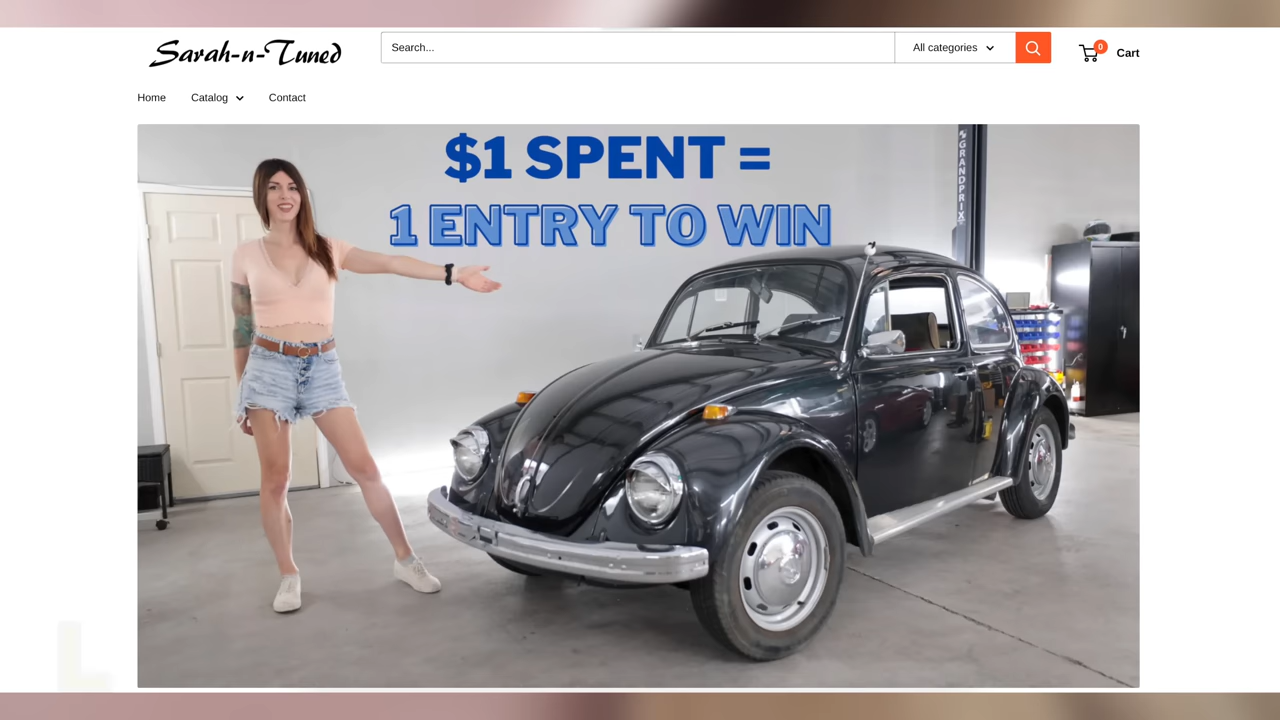 Sarah-n-Tuned
Search...
All categories
0
Cart
Home
Catalog
Contact
$1 SPENT =
1 ENTRY TO WIN
GRANDPRIX